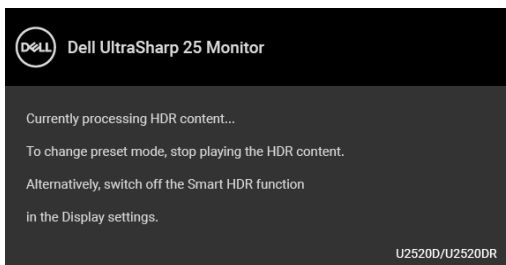 DELL Dell UltraSharp 25 Monitor
Currently processing HDR content...
To change preset mode, stop playing the HDR content.
Alternatively, switch off the Smart HDR function
in the Display settings.
U2520D/U2520DR